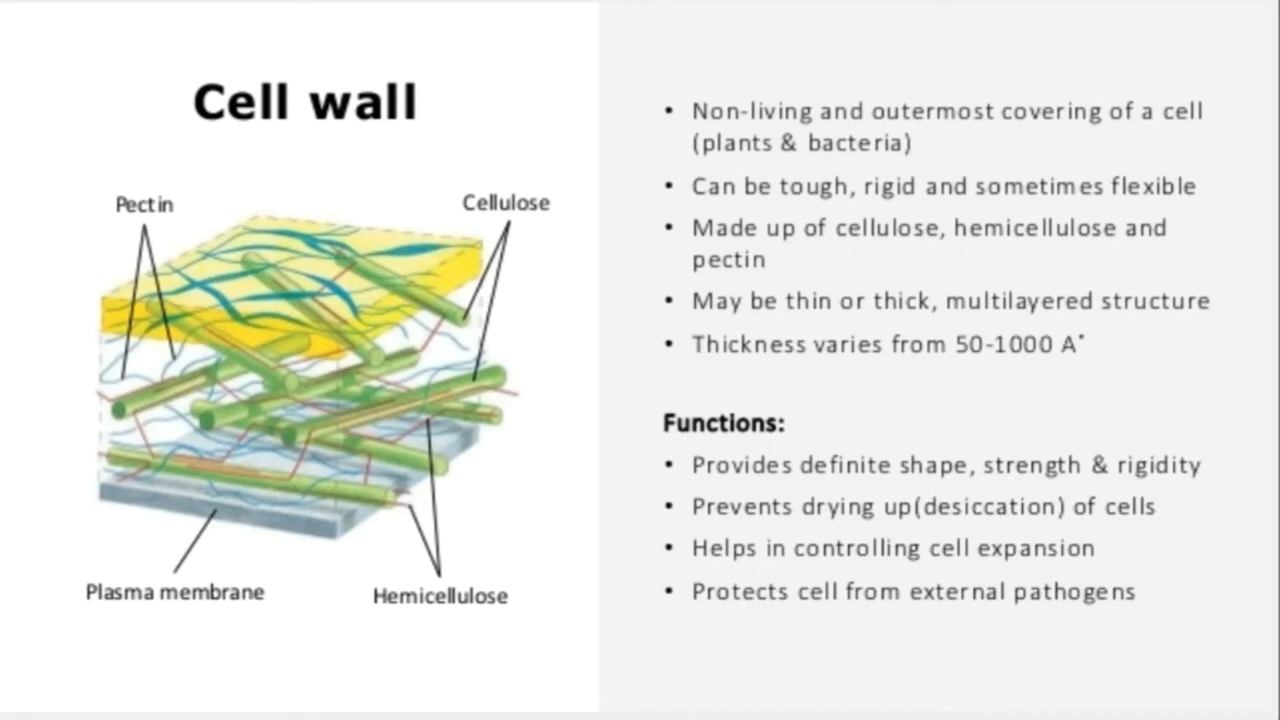 Cell wall
Pectin
Cellulose
Plasma membrane
Hemicellulose
• Non-living and outermost covering of a cell
(plants & bacteria)
• Can be tough, rigid and sometimes flexible
• Made up of cellulose, hemicellulose and
pectin
• May be thin or thick, multilayered structure
• Thickness varies from 50-1000 A˚
Functions:
• Provides definite shape, strength & rigidity
• Prevents drying up(desiccation) of cells
• Helps in controlling cell expansion
• Protects cell from external pathogens